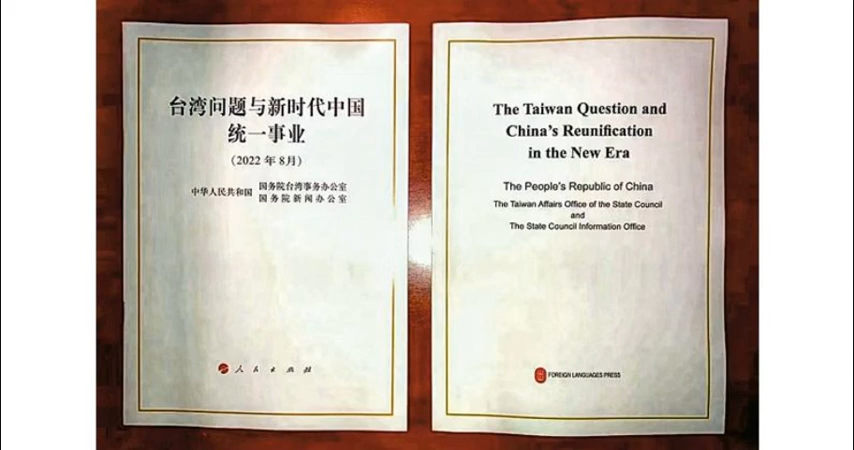 台湾问题与新时代中国
统一事业
（2022 年 8月）
中华人民共和国 国务院台湾事务办公室
国务院新闻办公室
人民出版社
The Taiwan Question and
China's Reunification
in the New Era
The People's Republic of China
The Taiwan Affairs Office of the State Council
and
The State Council Information Office
FOREIGN LANGUAGES PRESS